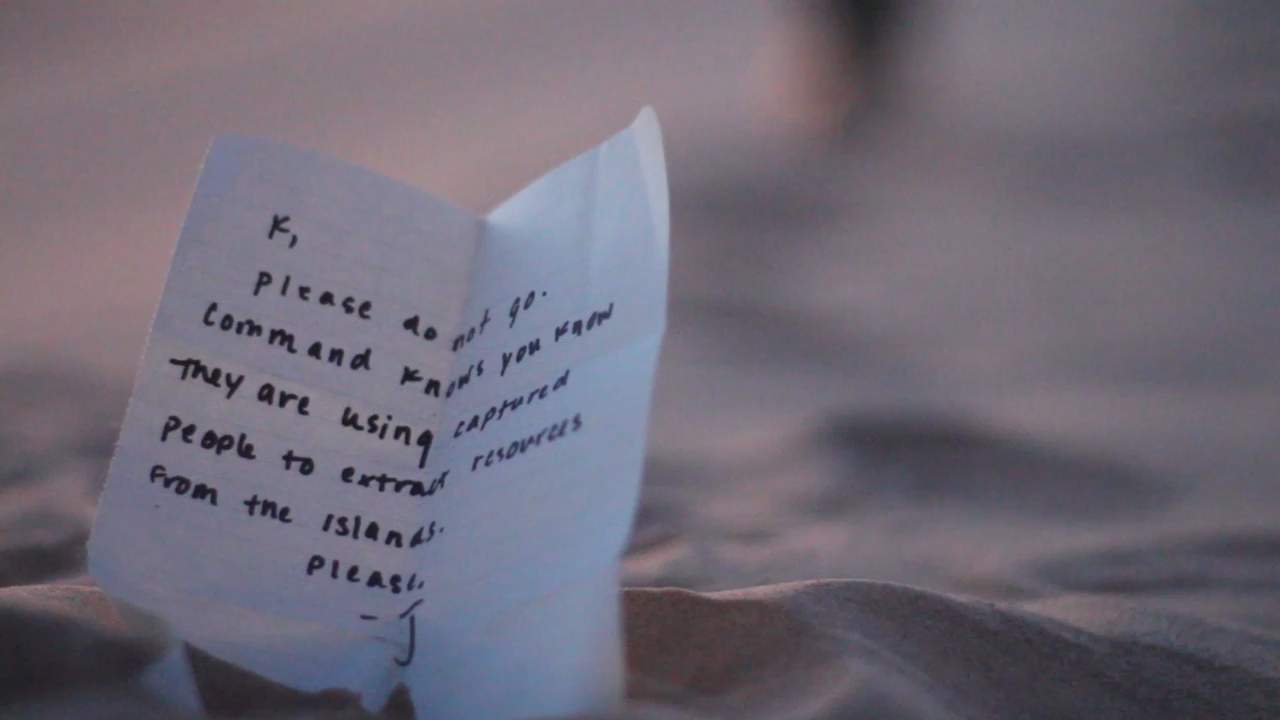 K,
Please do not go.
Command knows you know
They are using captured
people to extract resources
from the islands.
Please.
- J